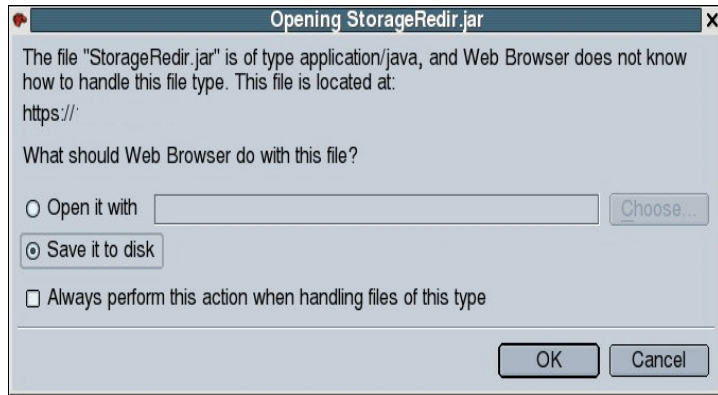 Opening StorageRedir.jar
The file "StorageRedir.jar" is of type application/java, and Web Browser does not know
how to handle this file type. This file is located at:
https://
What should Web Browser do with this file?
Open it with
Choose...
Save it to disk
Always perform this action when handling files of this type
OK
Cancel